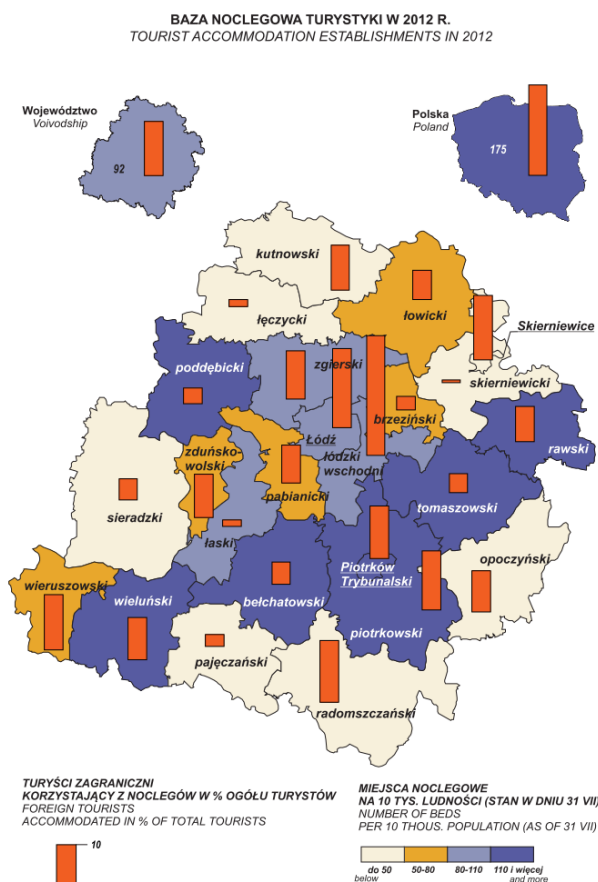 BAZA NOCLEGOWA TURYSTYKI W 2012 R.
TOURIST ACCOMMODATION ESTABLISHMENTS IN 2012
Województwo
Voivodship
92
Polska
Poland
175
kutnowski
łęczycki
łowicki
Skierniewice
skierniewicki
poddębicki
zgierski
brzeziński
rawski
Łódź
łódzki
wschodni
zduńsko-
wolski
pabianicki
sieradzki
łaski
tomaszowski
opoczyński
Piotrków
Trybunalski
piotrkowski
wieruszowski
wieluński
bełchatowski
pajęczański
radomszczański
TURYŚCI ZAGRANICZNI
KORZYSTAJĄCY Z NOCLEGÓW W % OGÓŁU TURYSTÓW
FOREIGN TOURISTS
ACCOMMODATED IN % OF TOTAL TOURISTS
10
MIEJSCA NOCLEGOWE
NA 10 TYS. LUDNOŚCI (STAN W DNIU 31 VII)
NUMBER OF BEDS
PER 10 THOUS. POPULATION (AS OF 31 VII)
do 50 50-80 80-110 110 i więcej
below and more